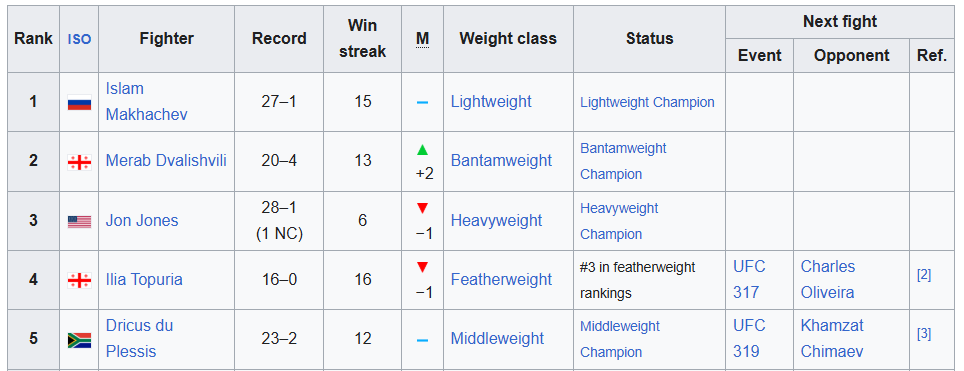 Rank ISO Fighter Record Win streak M Weight class Status Next fight
Event Opponent Ref.
1 Islam Makhachev 27–1 15 – Lightweight Lightweight Champion
2 Merab Dvalishvili 20–4 13 ▲ +2 Bantamweight Bantamweight Champion
3 Jon Jones 28–1 (1 NC) 6 ▼ −1 Heavyweight Heavyweight Champion
4 Ilia Topuria 16–0 16 ▼ −1 Featherweight #3 in featherweight rankings UFC 317 Charles Oliveira [2]
5 Dricus du Plessis 23–2 12 – Middleweight Middleweight Champion UFC 319 Khamzat Chimaev [3]